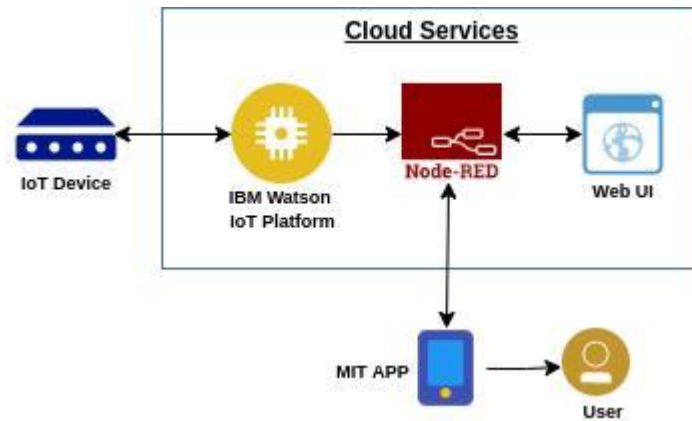 Cloud Services
IoT Device
IBM Watson
IoT Platform
Node-RED
Web UI
MIT APP
User